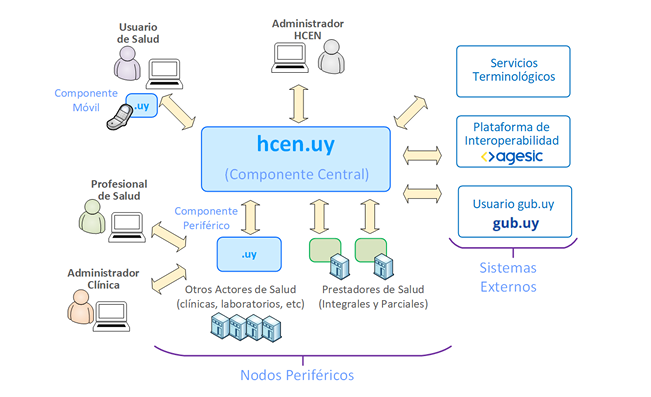 Usuario
de Salud
Administrador
HCEN
Componente
Móvil
.uy
hcen.uy
(Componente Central)
Servicios
Terminológicos
Plataforma de
Interoperabilidad
agesic
Usuario gub.uy
gub.uy
Sistemas
Externos
Profesional
de Salud
Componente
Periférico
.uy
Administrador
Clínica
Otros Actores de Salud
(clínicas, laboratorios, etc)
Prestadores de Salud
(Integrales y Parciales)
Nodos Periféricos